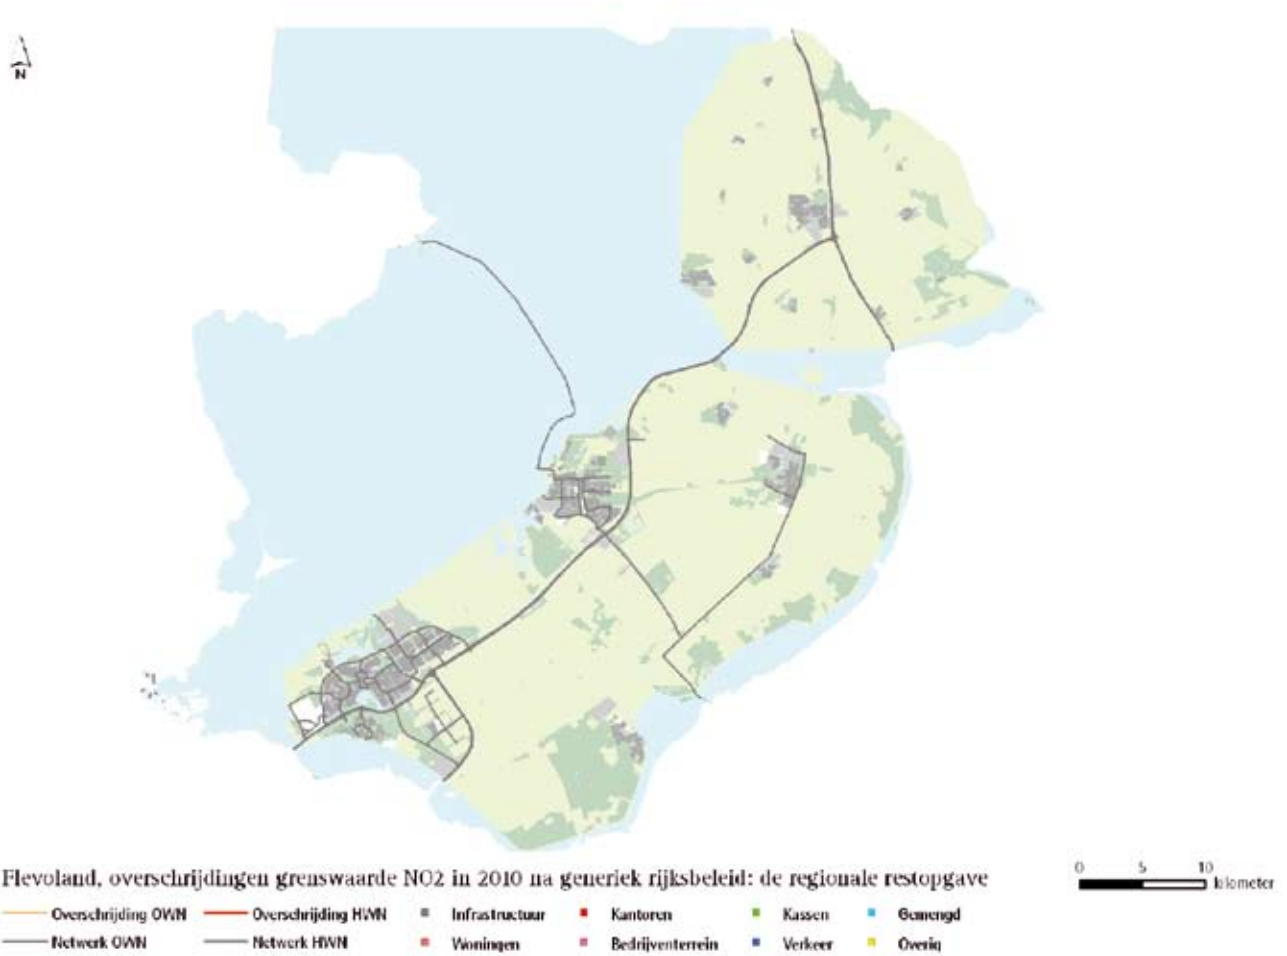 N
Flevoland, overschrijdingen grenswaarde NO2 in 2010 na generiek rijksbeleid: de regionale restopgave
0 5 10 kilometer
Overschrijding OWN Overschrijding HWN Infrastructuur Kantoren Kassen Gemengd
Netwerk OWN Netwerk HWN Woningen Bedrijventerrein Verkeer Overig